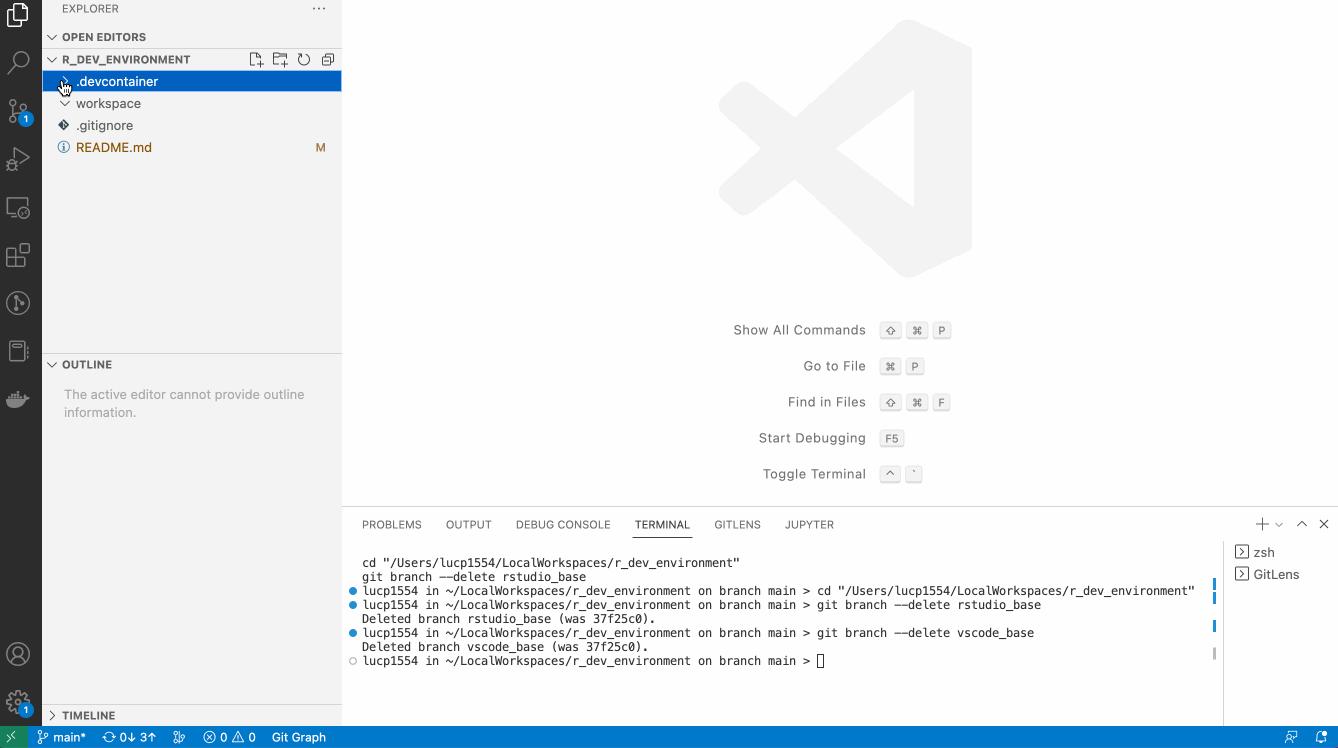 EXPLORER
OPEN EDITORS
R_DEV_ENVIRONMENT
.devcontainer
workspace
.gitignore
README.md M
OUTLINE
The active editor cannot provide outline
information.
TIMELINE
1
1
Show All Commands ⇧ ⌘ P
Go to File ⌘ P
Find in Files ⇧ ⌘ F
Start Debugging F5
Toggle Terminal ^ `
PROBLEMS OUTPUT DEBUG CONSOLE TERMINAL GITLENS JUPYTER
cd "/Users/lucp1554/LocalWorkspaces/r_dev_environment"
git branch --delete rstudio_base
lucp1554 in ~/LocalWorkspaces/r_dev_environment on branch main > cd "/Users/lucp1554/LocalWorkspaces/r_dev_environment"
lucp1554 in ~/LocalWorkspaces/r_dev_environment on branch main > git branch --delete rstudio_base
Deleted branch rstudio_base (was 37f25c0).
lucp1554 in ~/LocalWorkspaces/r_dev_environment on branch main > git branch --delete vscode_base
Deleted branch vscode_base (was 37f25c0).
lucp1554 in ~/LocalWorkspaces/r_dev_environment on branch main >
zsh
GitLens
main* 0↓ 3↑ 0 0 Git Graph